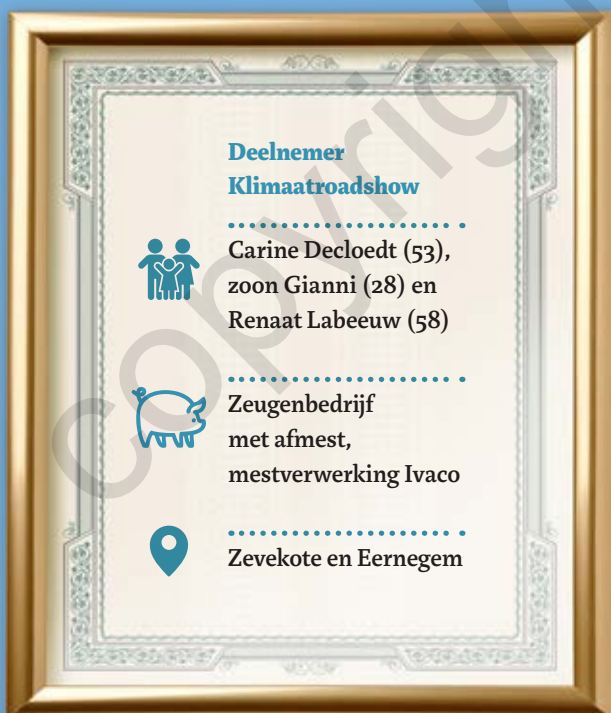 Deelnemer
Klimaatroadshow
Carine Decloedt (53),
zoon Gianni (28) en
Renaat Labeeuw (58)
Zeugenbedrijf
met afmest,
mestverwerking Ivaco
Zevekote en Eernegem
copyrigh